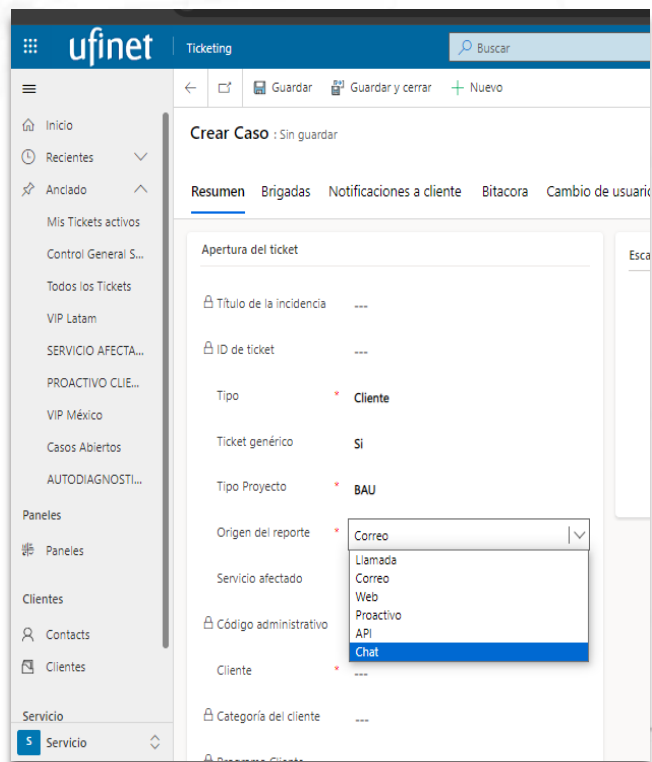 ufinet
Ticketing
Buscar
Guardar
Guardar y cerrar
Nuevo
Inicio
Recientes
Anclado
Mis Tickets activos
Control General S...
Todos los Tickets
VIP Latam
SERVICIO AFECTA...
PROACTIVO CLIE...
VIP México
Casos Abiertos
AUTODIAGNOSTI...
Paneles
Paneles
Clientes
Contacts
Clientes
Servicio
S Servicio
Crear Caso : Sin guardar
Resumen Brigadas Notificaciones a cliente Bitacora Cambio de usuario
Apertura del ticket
Esca
Título de la incidencia ---
ID de ticket ---
Tipo * Cliente
Ticket genérico Si
Tipo Proyecto * BAU
Origen del reporte * Correo
Llamada
Correo
Web
Proactivo
API
Chat
Servicio afectado
Código administrativo
Cliente * ---
Categoría del cliente ---
Programa Cliente